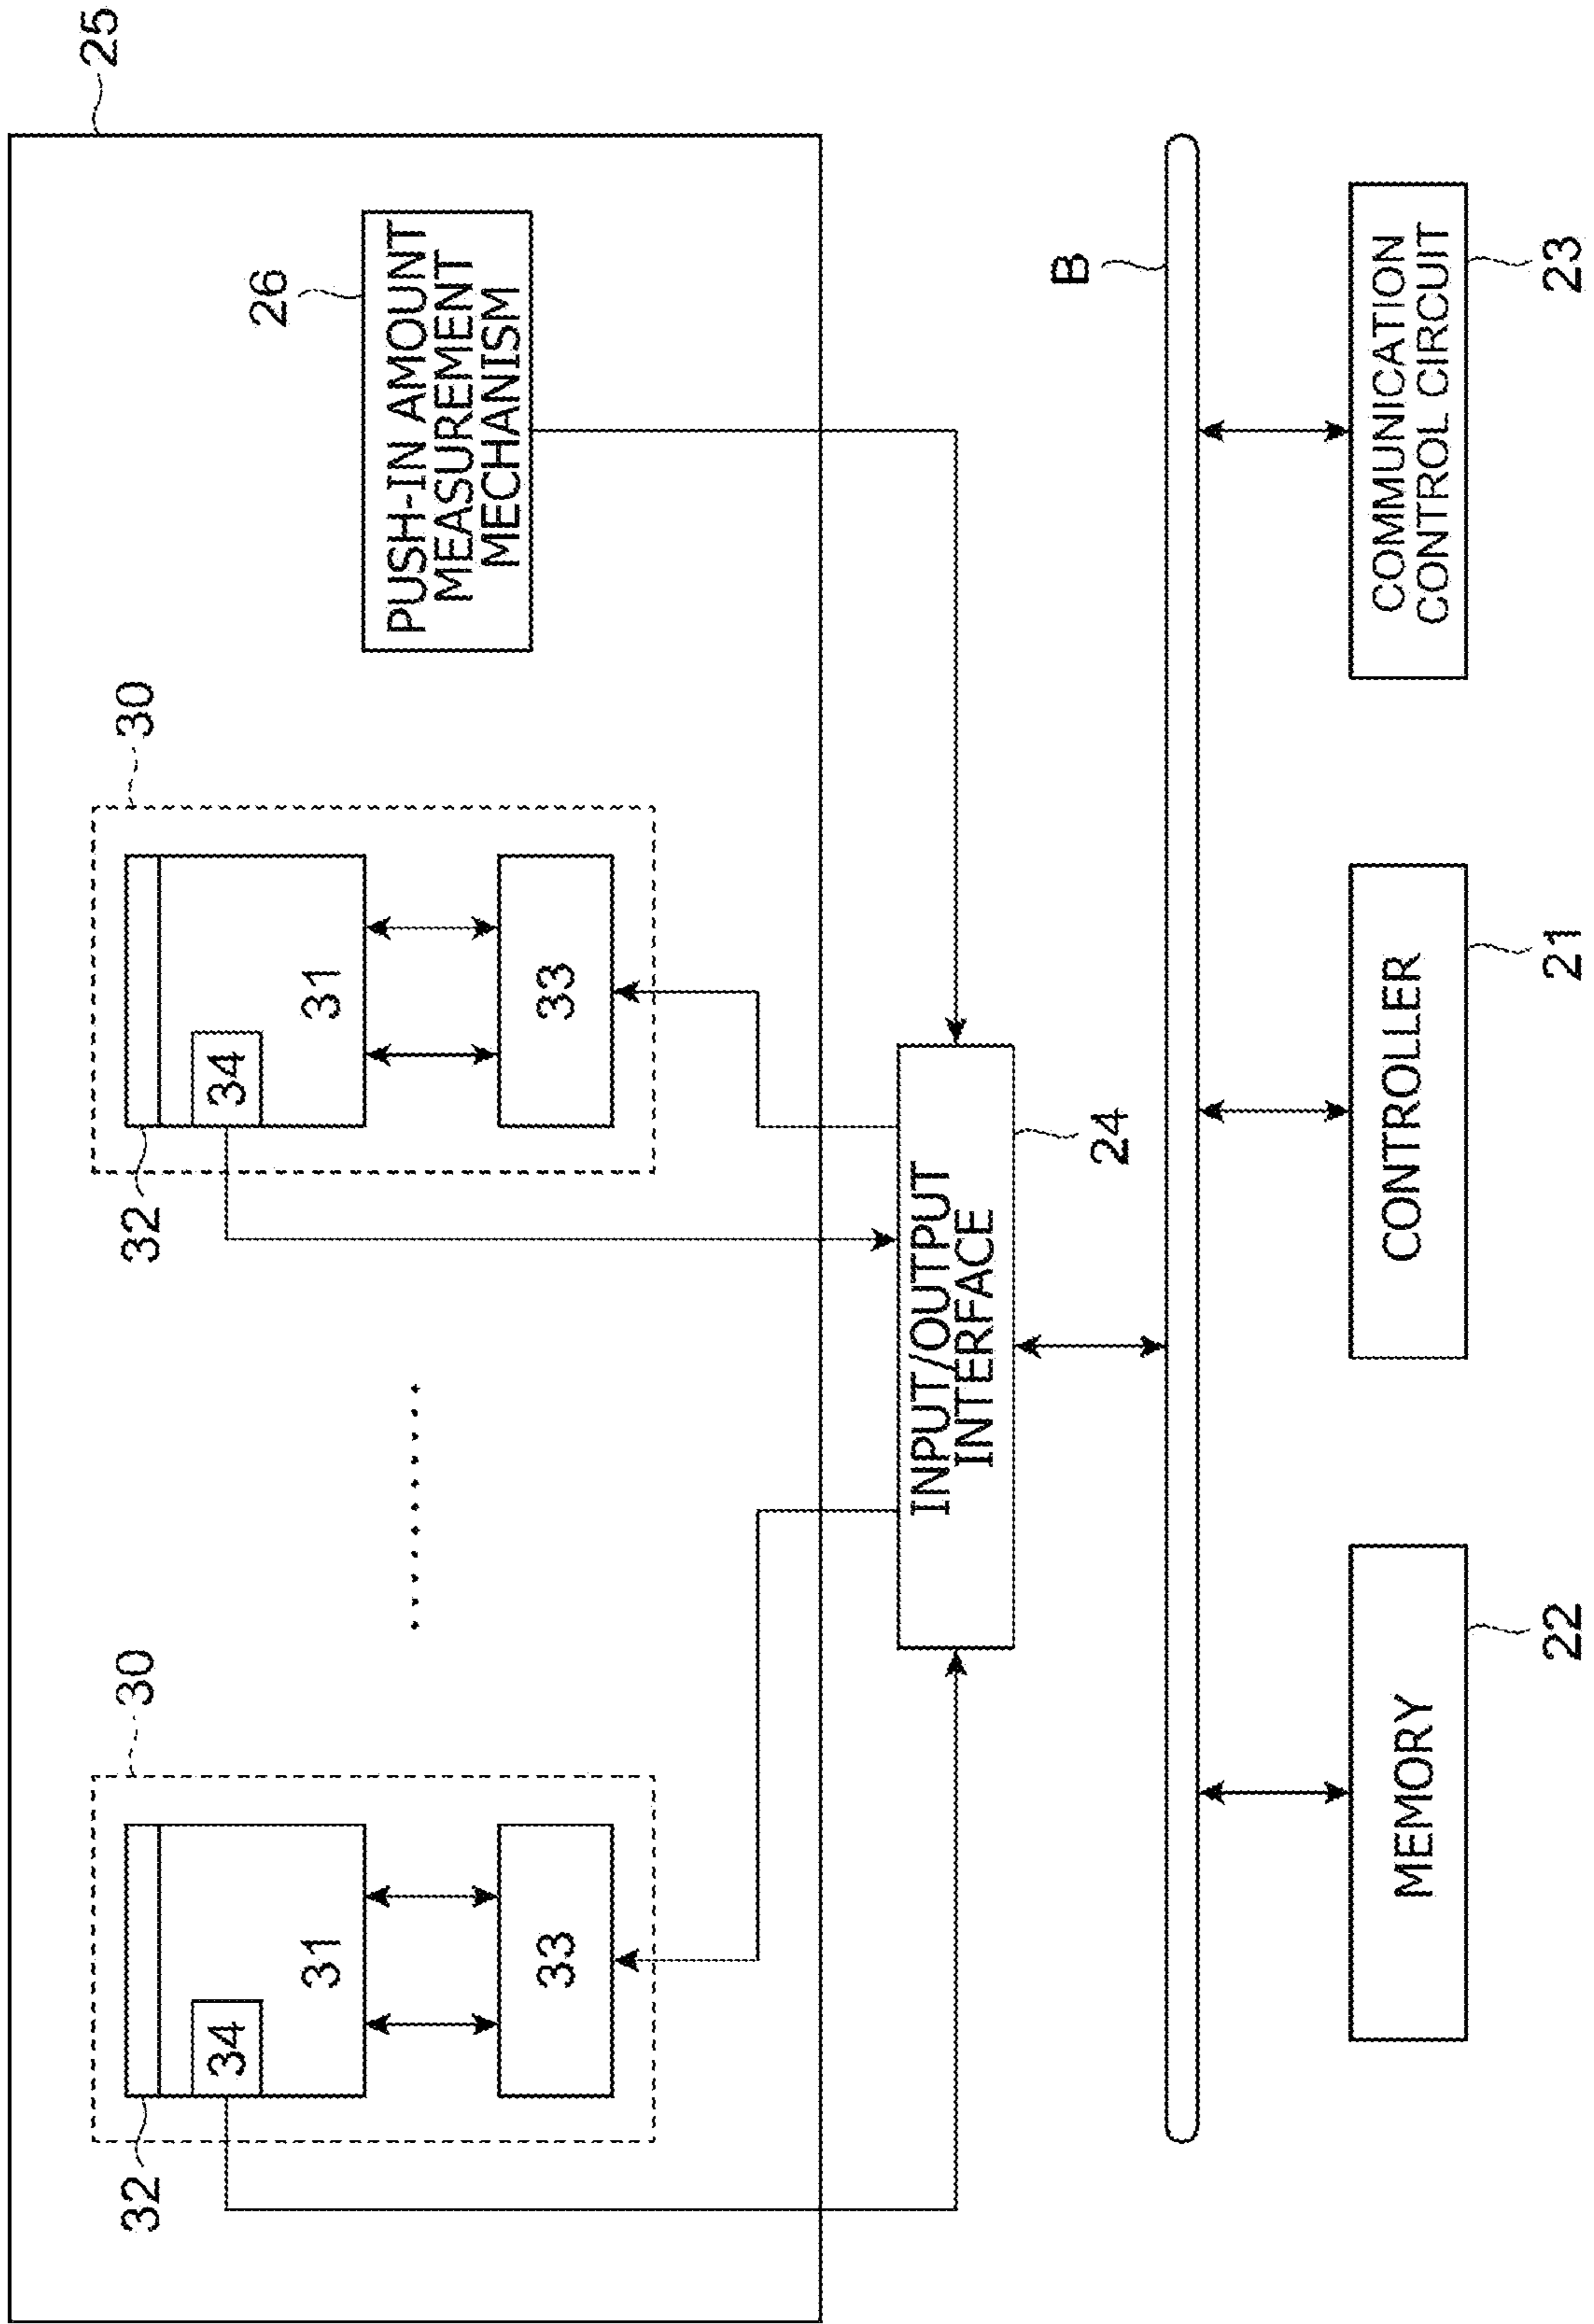 25
30
30
32
32
34
34
26
31
31
PUSH-IN AMOUNT
MEASUREMENT
MECHANISM
33
33
INPUT/OUTPUT
INTERFACE
24
B
MEMORY
CONTROLLER
COMMUNICATION
CONTROL CIRCUIT
22
21
23